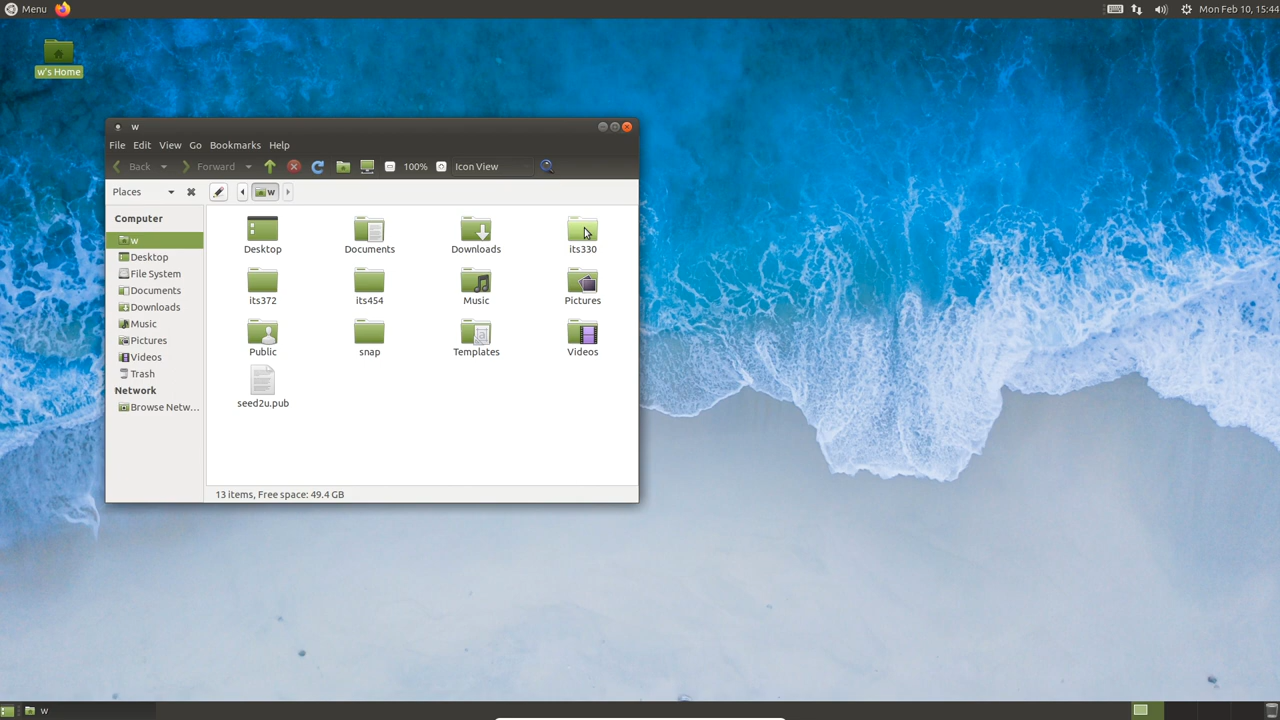 Menu
Mon Feb 10, 15:44
w's Home
w
File Edit View Go Bookmarks Help
Back Forward 100% Icon View
Places w
Computer
w
Desktop
File System
Documents
Downloads
Music
Pictures
Videos
Trash
Network
Browse Netw...
Desktop Documents Downloads its330
its372 its454 Music Pictures
Public snap Templates Videos
seed2u.pub
13 items, Free space: 49.4 GB
w